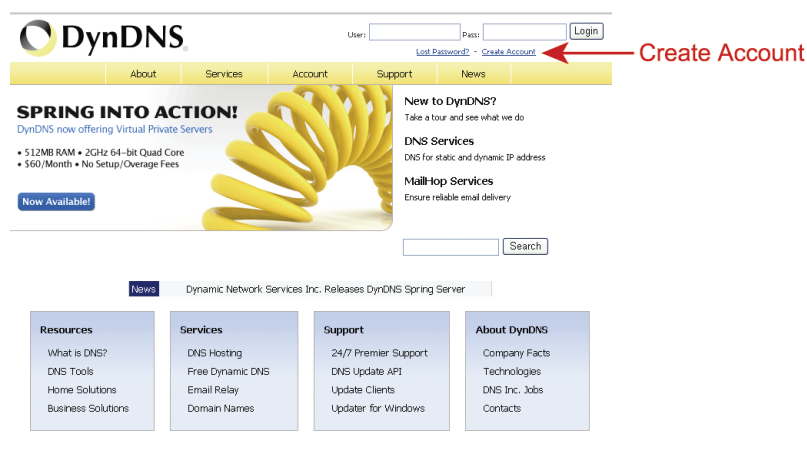 DynDNS
User: Pass: Login
Lost Password? - Create Account
Create Account
About Services Account Support News
SPRING INTO ACTION!
DynDNS now offering Virtual Private Servers
• 512MB RAM • 2GHz 64-bit Quad Core
• $60/Month • No Setup/Overage Fees
Now Available!
New to DynDNS?
Take a tour and see what we do
DNS Services
DNS for static and dynamic IP address
MailHop Services
Ensure reliable email delivery
Search
News Dynamic Network Services Inc. Releases DynDNS Spring Server
Resources
What is DNS?
DNS Tools
Home Solutions
Business Solutions
Services
DNS Hosting
Free Dynamic DNS
Email Relay
Domain Names
Support
24/7 Premier Support
DNS Update API
Update Clients
Updater for Windows
About DynDNS
Company Facts
Technologies
DNS Inc. Jobs
Contacts